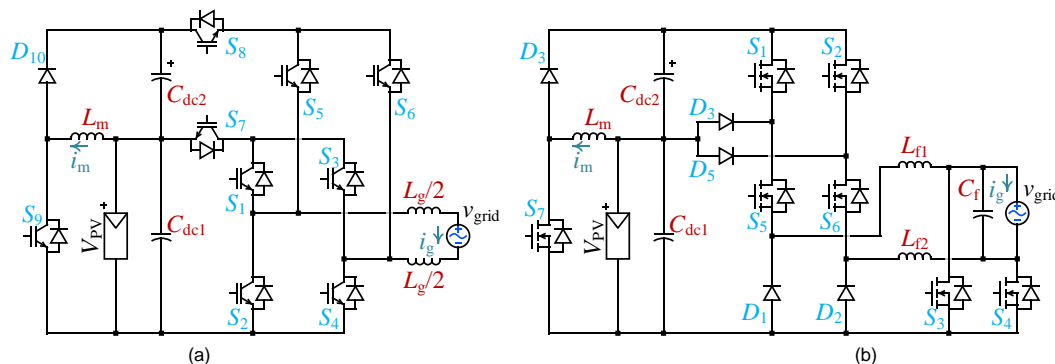 D10
S8
Cdc2
Lm
im
S7
S5
S6
S3
S1
S9
VPV
Cdc1
Lg/2
vgrid
ig
Lg/2
S2
S4
(a)
D3
S1
S2
Cdc2
D3
Lm
im
D5
S7
VPV
Cdc1
S5
S6
Lf1
Cf
ig
vgrid
Lf2
D1
D2
S3
S4
(b)